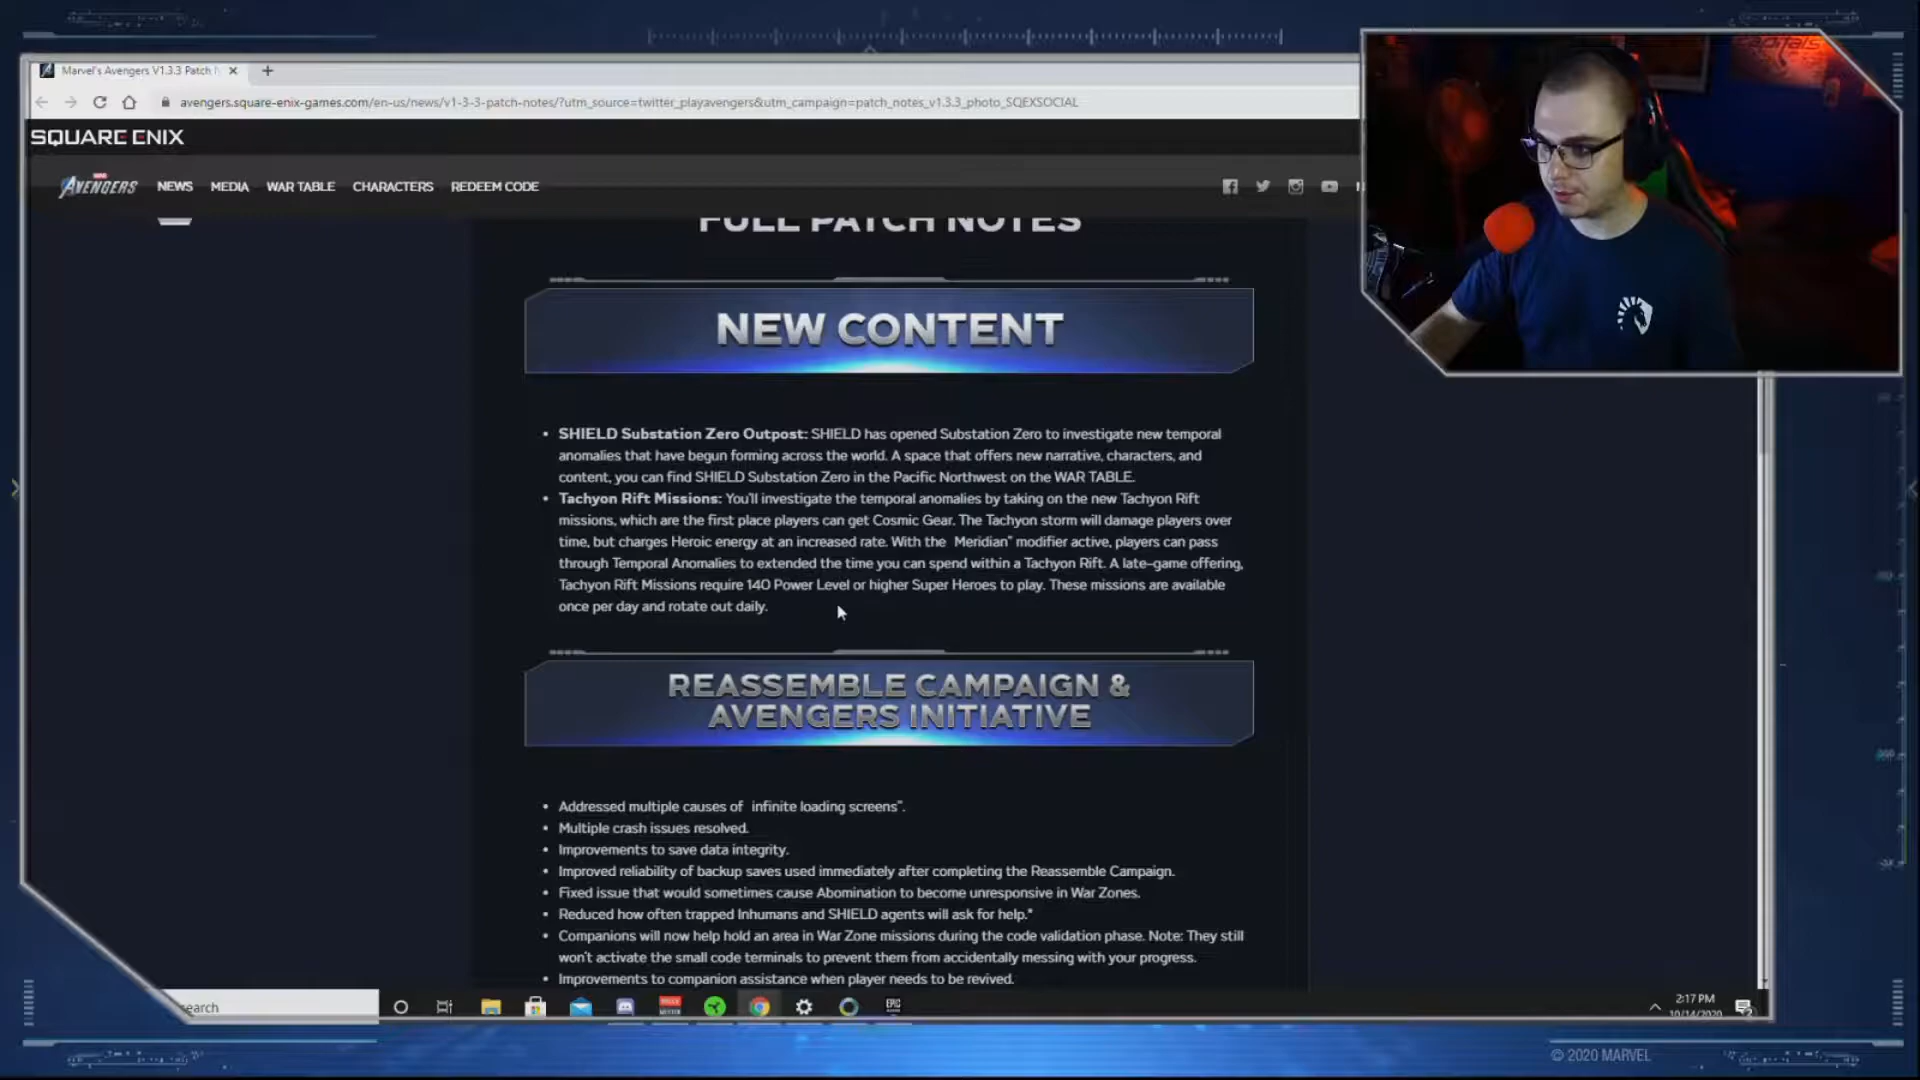 Marvel's Avengers V1.3.3 Patch N
avengers.square-enix-games.com/en-us/news/v1-3-3-patch-notes/?utm_source=twitter_playavengers&utm_campaign=patch_notes_v1.3.3_photo_SQEXSOCIAL
SQUARE ENIX
AVENGERS NEWS MEDIA WAR TABLE CHARACTERS REDEEM CODE
FULL PATCH NOTES
NEW CONTENT
• SHIELD Substation Zero Outpost: SHIELD has opened Substation Zero to investigate new temporal
anomalies that have begun forming across the world. A space that offers new narrative, characters, and
content, you can find SHIELD Substation Zero in the Pacific Northwest on the WAR TABLE.
• Tachyon Rift Missions: You'll investigate the temporal anomalies by taking on the new Tachyon Rift
missions, which are the first place players can get Cosmic Gear. The Tachyon storm will damage players over
time, but charges Heroic energy at an increased rate. With the Meridian" modifier active, players can pass
through Temporal Anomalies to extended the time you can spend within a Tachyon Rift. A late-game offering,
Tachyon Rift Missions require 140 Power Level or higher Super Heroes to play. These missions are available
once per day and rotate out daily.
REASSEMBLE CAMPAIGN &
AVENGERS INITIATIVE
• Addressed multiple causes of infinite loading screens".
• Multiple crash issues resolved.
• Improvements to save data integrity.
• Improved reliability of backup saves used immediately after completing the Reassemble Campaign.
• Fixed issue that would sometimes cause Abomination to become unresponsive in War Zones.
• Reduced how often trapped Inhumans and SHIELD agents will ask for help.*
• Companions will now help hold an area in War Zone missions during the code validation phase. Note: They still
won't activate the small code terminals to prevent them from accidentally messing with your progress.
• Improvements to companion assistance when player needs to be revived.
earch
EPIC
2:17 PM
10/14/2020
© 2020 MARVEL